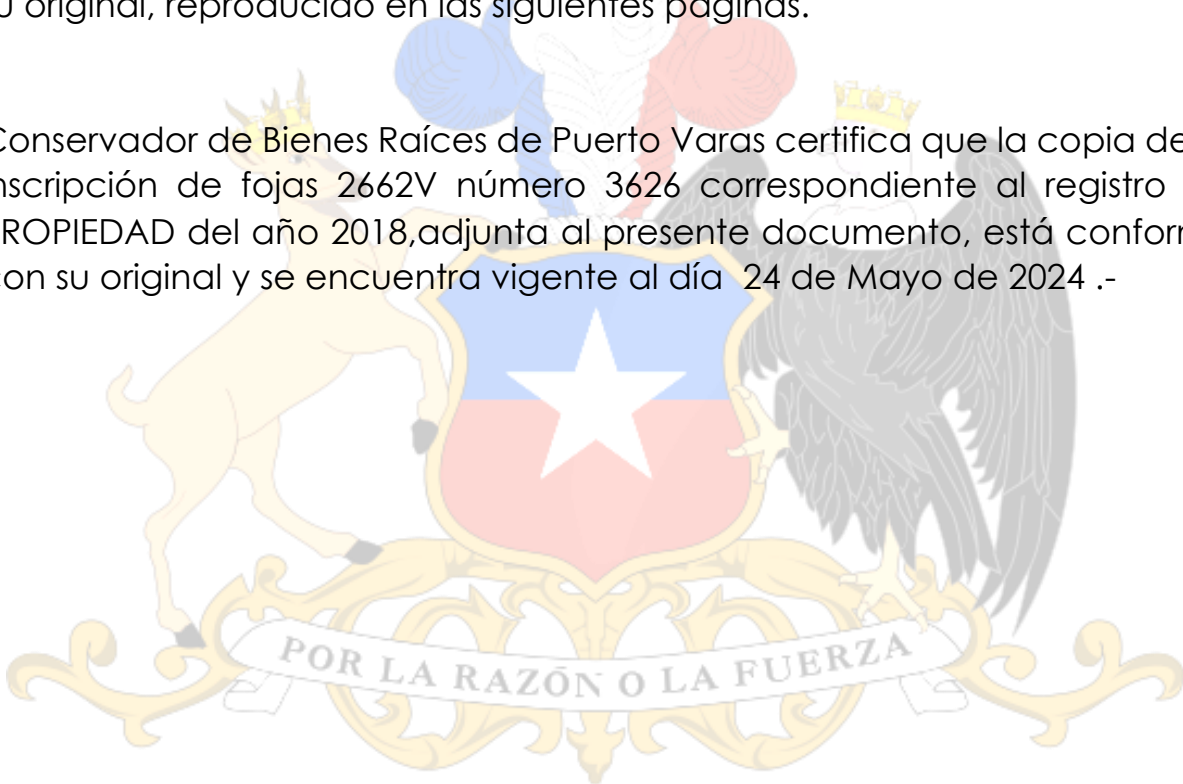 u original, reproducido en las siguientes páginas.
Conservador de Bienes Raíces de Puerto Varas certifica que la copia de
nscripción de fojas 2662V número 3626 correspondiente al registro
ROPIEDAD del año 2018,adjunta al presente documento, está confor
on su original y se encuentra vigente al día 24 de Mayo de 2024 .-
POR LA RAZÓN O LA FUERZA